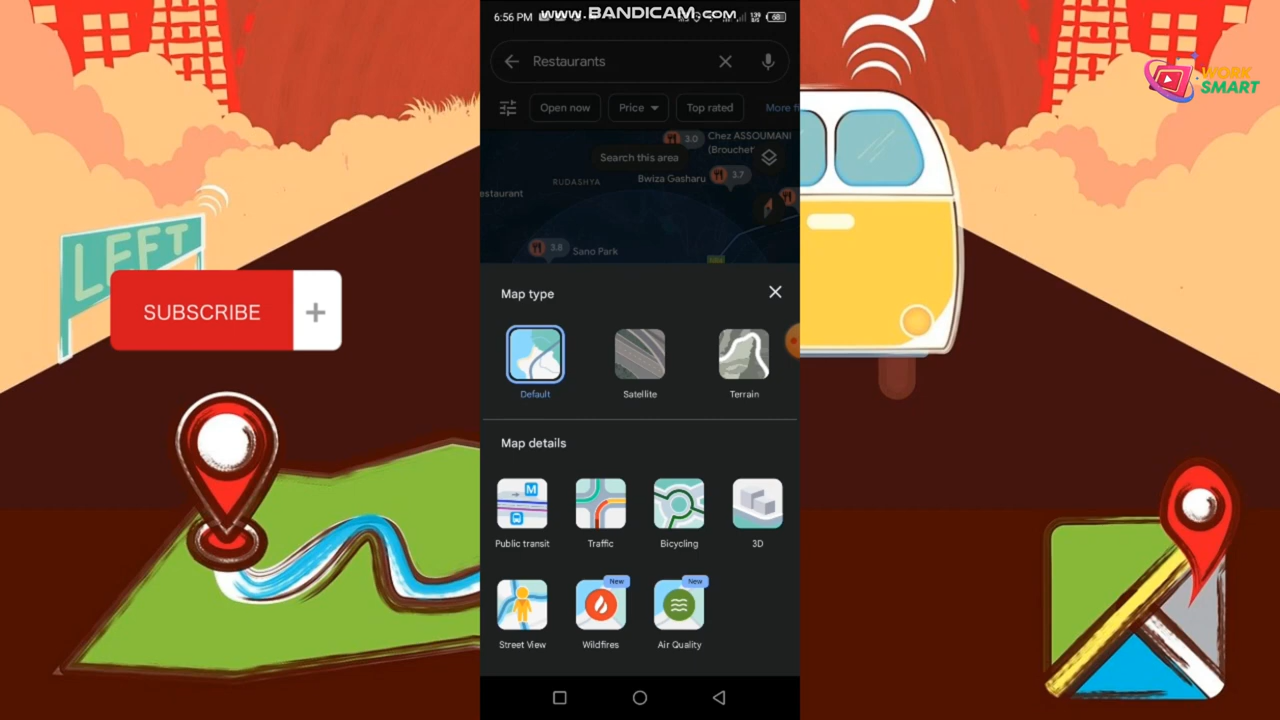 6:56 PM
www.BANDICAM.com
68
Restaurants
Open now
Price
Top rated
More
3.0
Chez ASSOUMANI
(Brouchet
Search this area
RUDASHYA
Bwiza Gasharu
3.7
estaurant
3.8
Sano Park
WORK
SMART
LEFT
SUBSCRIBE +
Map type
Default
Satellite
Terrain
Map details
M
Public transit
Traffic
Bicycling
3D
New
New
Street View
Wildfires
Air Quality